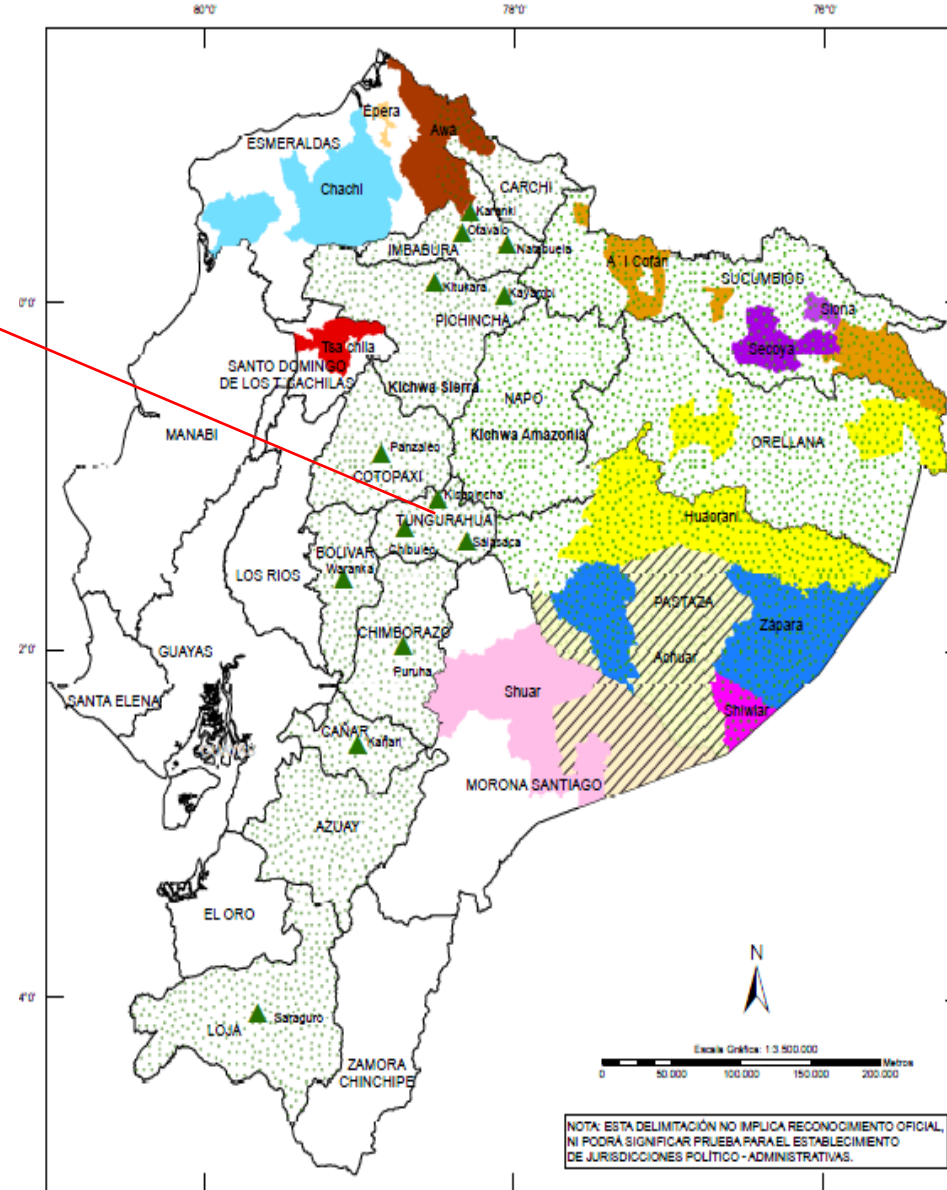 80°0'
78°0'
76°0'
Épera
Awa
ESMERALDAS
Chachi
CARCHI
Karanki
Otavalo
IMBABURA
Natabuela
A´I Cofán
SUCUMBIOS
Kitukara
Kayambi
Siona
0°0'
PICHINCHA
Tsa´chila
Secoya
SANTO DOMINGO
DE LOS T´SACHILAS
Kichwa Sierra
NAPO
MANABI
Kichwa Amazonia
ORELLANA
Panzaleo
COTOPAXI
Kisapincha
Huaorani
TUNGURAHUA
Chibuleo
Salasaca
BOLIVAR
Waranka
LOS RIOS
PASTAZA
Zápara
CHIMBORAZO
2°0'
GUAYAS
Achuar
Puruha
SANTA ELENA
Shuar
Shiwiar
CAÑAR
Kañari
MORONA SANTIAGO
AZUAY
EL ORO
N
4°0'
Saraguro
LOJA
Escala Gráfica: 1:3.500.000
Metros
0 50.000 100.000 150.000 200.000
ZAMORA
CHINCHIPE
NOTA: ESTA DELIMITACIÓN NO IMPLICA RECONOCIMIENTO OFICIAL,
NI PODRÁ SIGNIFICAR PRUEBA PARA EL ESTABLECIMIENTO
DE JURISDICCIONES POLÍTICO - ADMINISTRATIVAS.